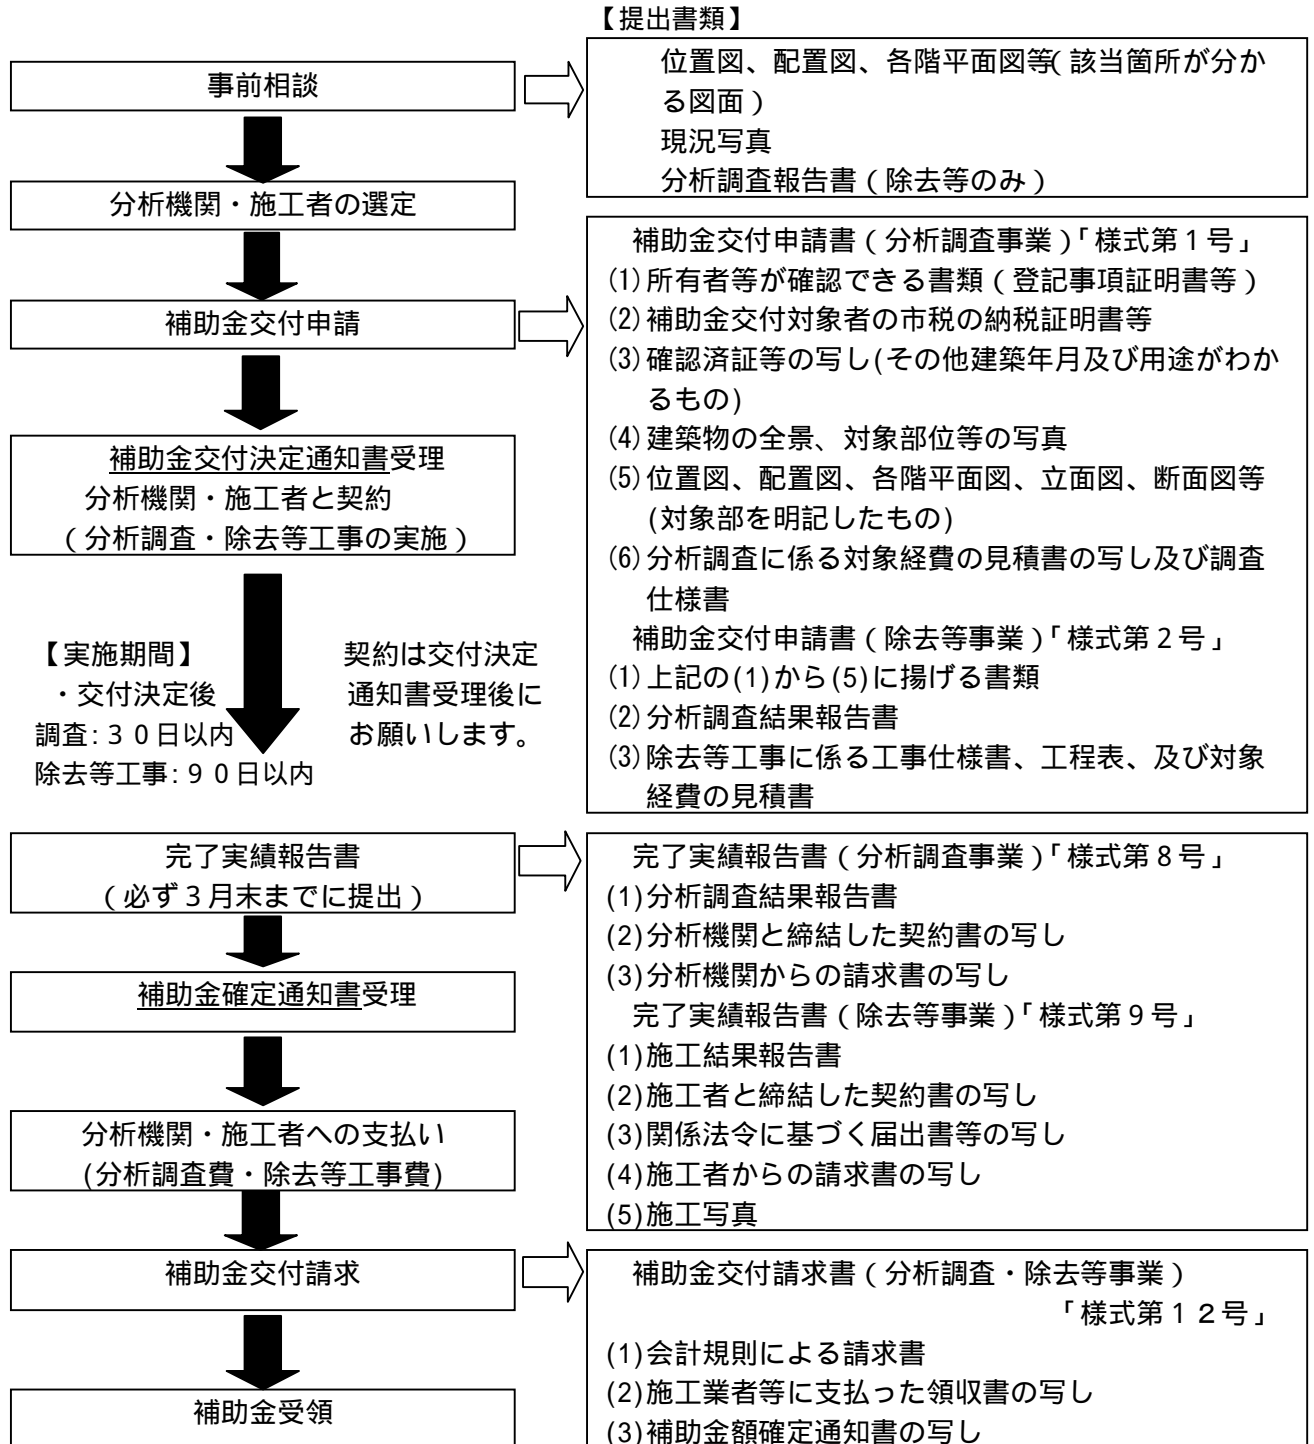 【提出書類】
事前相談
位置図、配置図、各階平面図等(該当箇所が分か
る図面)
現況写真
分析調査報告書(除去等のみ)
分析機関・施工者の選定
補助金交付申請
補助金交付申請書(分析調査事業)「様式第1号」
(1)所有者等が確認できる書類(登記事項証明書等)
(2)補助金交付対象者の市税の納税証明書等
(3)確認済証等の写し(その他建築年月及び用途がわか
るもの)
(4)建築物の全景、対象部位等の写真
(5)位置図、配置図、各階平面図、立面図、断面図等
(対象部を明記したもの)
(6)分析調査に係る対象経費の見積書の写し及び調査
仕様書
補助金交付申請書(除去等事業)「様式第2号」
(1)上記の(1)から(5)に揚げる書類
(2)分析調査結果報告書
(3)除去等工事に係る工事仕様書、工程表、及び対象
経費の見積書
補助金交付決定通知書受理
分析機関・施工者と契約
(分析調査・除去等工事の実施)
【実施期間】
・交付決定後
調査:30日以内
除去等工事:90日以内
契約は交付決定
通知書受理後に
お願いします。
完了実績報告書
(必ず3月末までに提出)
完了実績報告書(分析調査事業)「様式第8号」
(1)分析調査結果報告書
(2)分析機関と締結した契約書の写し
(3)分析機関からの請求書の写し
完了実績報告書(除去等事業)「様式第9号」
(1)施工結果報告書
(2)施工者と締結した契約書の写し
(3)関係法令に基づく届出書等の写し
(4)施工者からの請求書の写し
(5)施工写真
補助金確定通知書受理
分析機関・施工者への支払い
(分析調査費・除去等工事費)
補助金交付請求
補助金交付請求書(分析調査・除去等事業)
「様式第12号」
(1)会計規則による請求書
(2)施工業者等に支払った領収書の写し
(3)補助金額確定通知書の写し
補助金受領